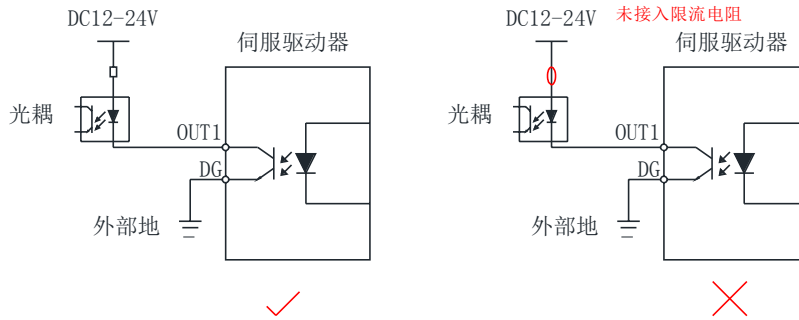 DC12-24V
伺服驱动器
光耦
OUT1
DG
外部地
DC12-24V 未接入限流电阻
伺服驱动器
光耦
OUT1
DG
外部地